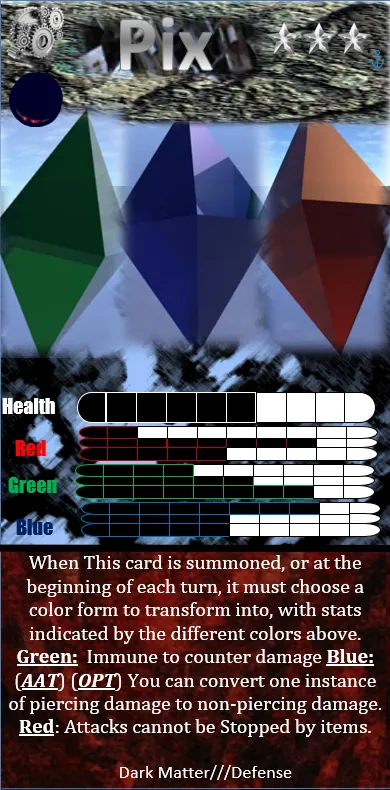 Pix
Health
Red
Green
Blue
When This card is summoned, or at the
beginning of each turn, it must choose a
color form to transform into, with stats
indicated by the different colors above.
Green: Immune to counter damage Blue:
(AAT) (OPT) You can convert one instance
of piercing damage to non-piercing damage.
Red: Attacks cannot be Stopped by items.
Dark Matter///Defense